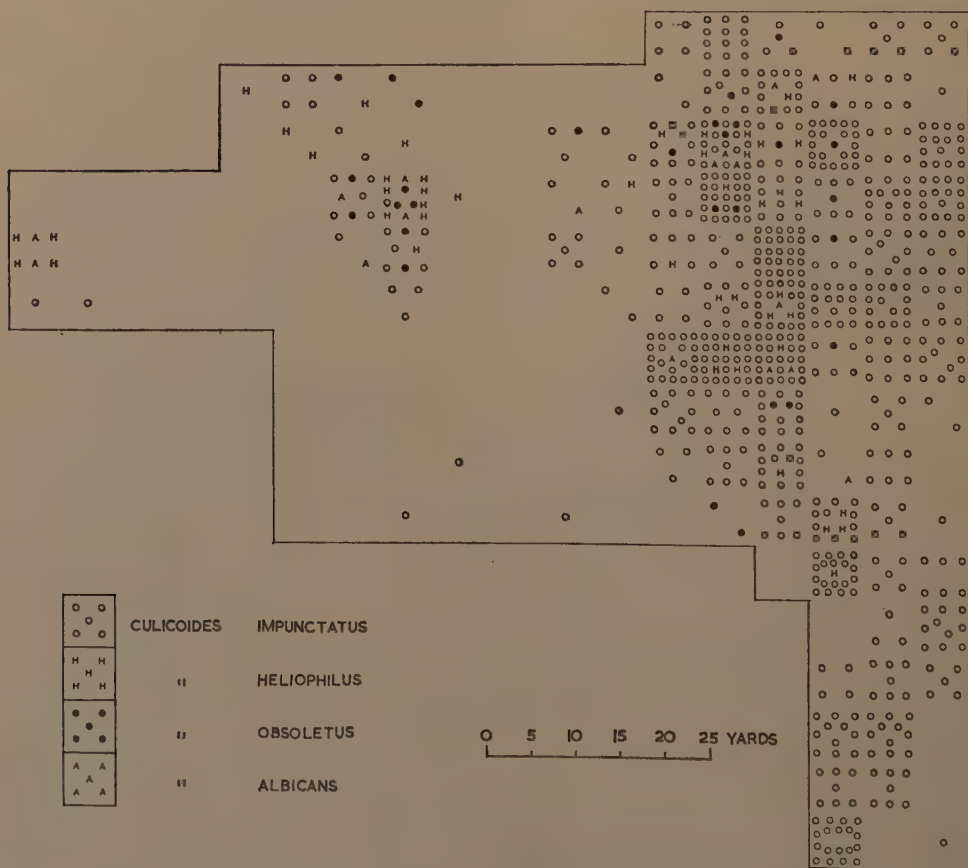 CULICOIDES IMPUNCTATUS
" HELIOPHILUS
" OBSOLETUS
" ALBICANS
0 5 10 15 20 25 YARDS